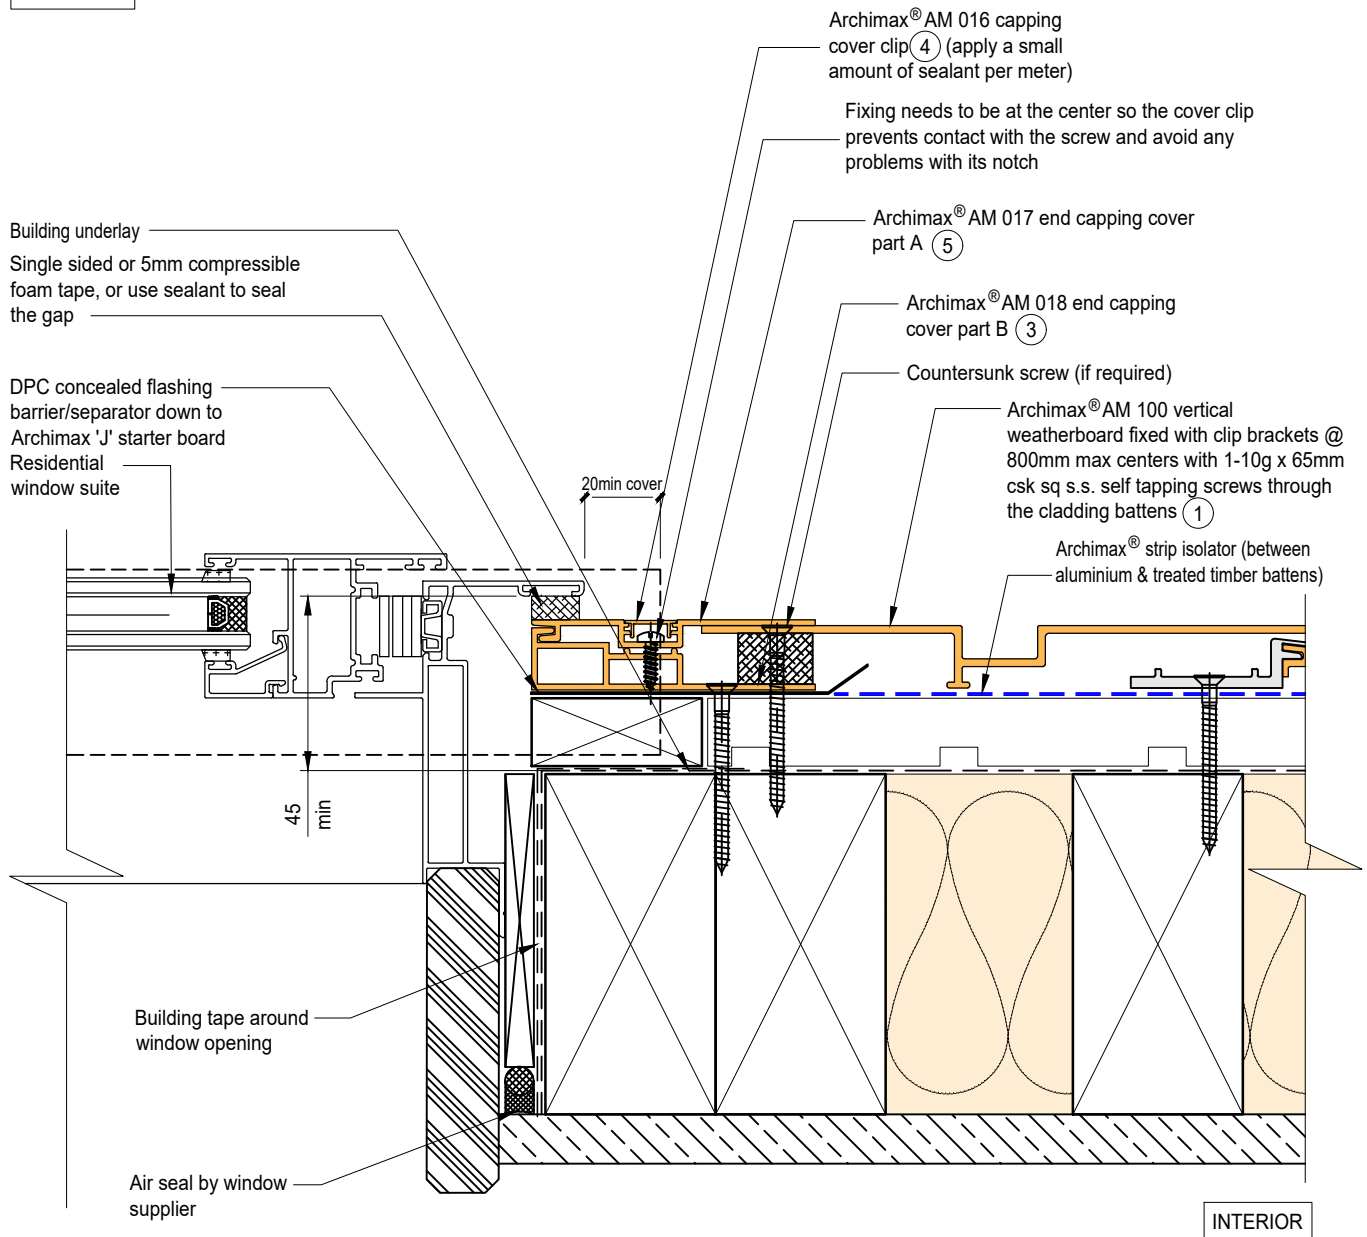 Archimax® AM 016 capping
cover clip 4 (apply a small
amount of sealant per meter)
Fixing needs to be at the center so the cover clip
prevents contact with the screw and avoid any
problems with its notch
Building underlay
Single sided or 5mm compressible
foam tape, or use sealant to seal
the gap
Archimax® AM 017 end capping cover
part A 5
Archimax® AM 018 end capping
cover part B 3
Countersunk screw (if required)
DPC concealed flashing
barrier/separator down to
Archimax 'J' starter board
Residential
window suite
Archimax® AM 100 vertical
weatherboard fixed with clip brackets @
800mm max centers with 1-10g x 65mm
csk sq s.s. self tapping screws through
the cladding battens 1
20min cover
Archimax® strip isolator (between
aluminium & treated timber battens)
45
min
Building tape around
window opening
Air seal by window
supplier
INTERIOR